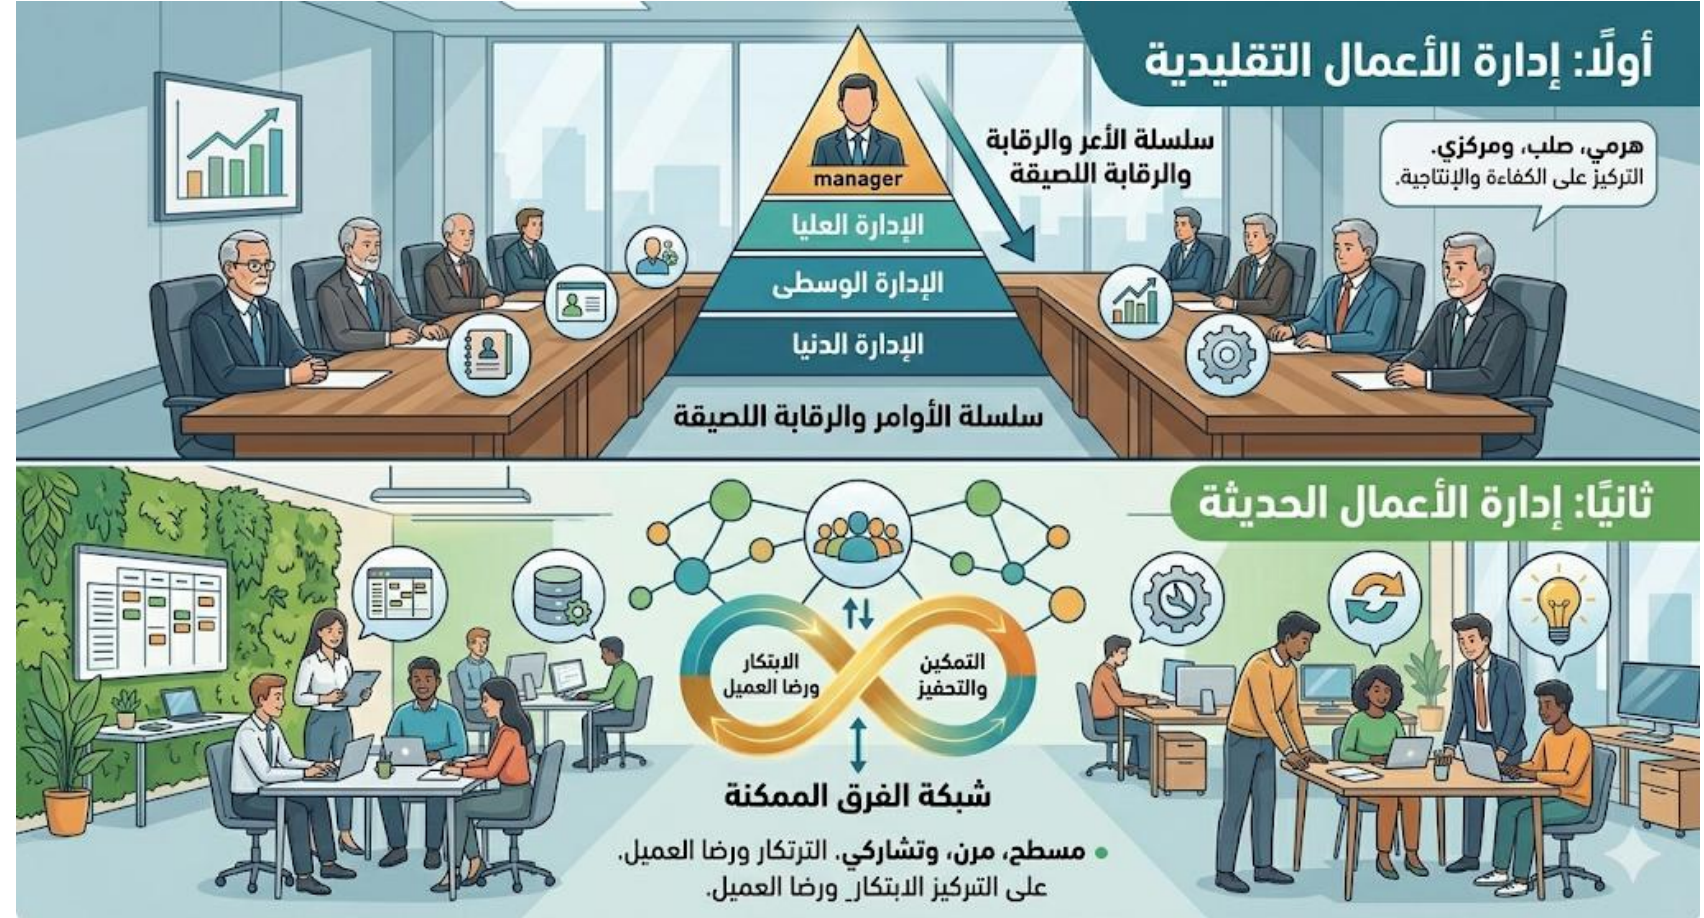 أولًا: إدارة الأعمال التقليدية
هرمي، صلب، ومركزي.
التركيز على الكفاءة والإنتاجية.
سلسلة الأعر والرقابة
والرقابة اللصيقة
manager
الإدارة العليا
الإدارة الوسطى
الإدارة الدنيا
سلسلة الأوامر والرقابة اللصيقة
ثانيًا: إدارة الأعمال الحديثة
التمكين
والتحفيز
الابتكار
ورضا العميل
شبكة الفرق الممكنة
• مسطح، مرن، وتشاركي. الترتكار ورضا العميل.
على التركيز الابتكار_ ورضا العميل.